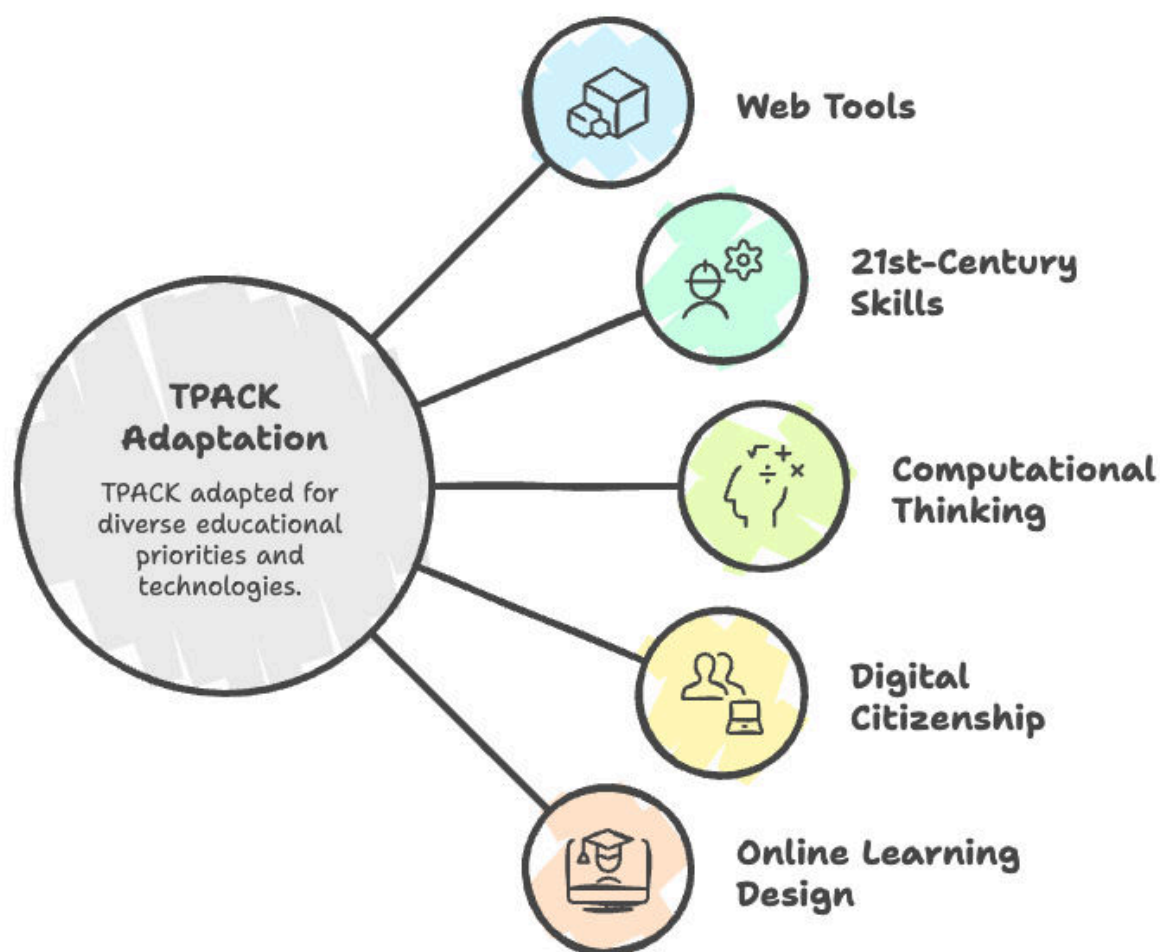 TPACK
Adaptation
TPACK adapted for
diverse educational
priorities and
technologies.
Web Tools
21st-Century
Skills
Computational
Thinking
Digital
Citizenship
Online Learning
Design